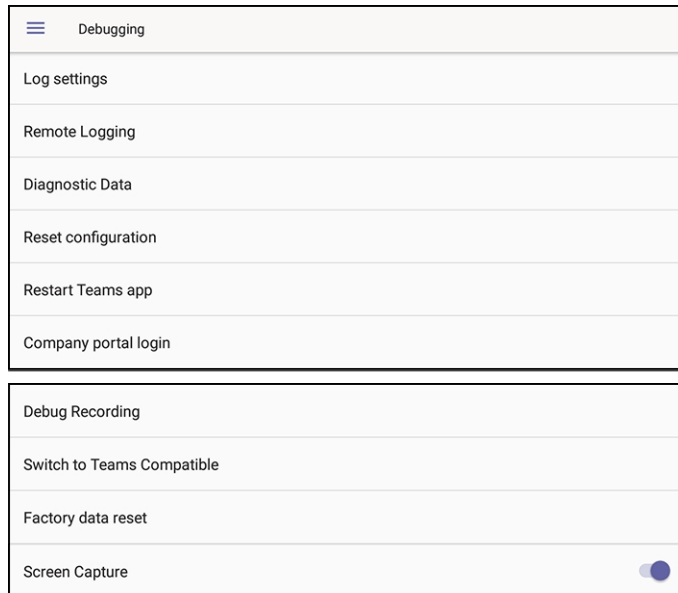 Debugging
Log settings
Remote Logging
Diagnostic Data
Reset configuration
Restart Teams app
Company portal login
Debug Recording
Switch to Teams Compatible
Factory data reset
Screen Capture